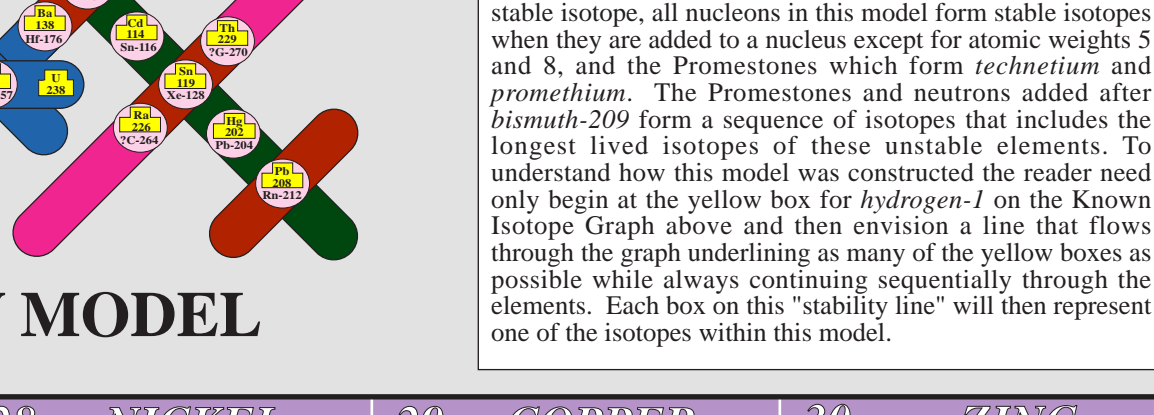 Ba
138
Hf-176
Cd
114
Sn-116
Th
229
?G-270
57
U
238
Sn
119
Xe-128
Ra
226
?C-264
Hg
202
Pb-204
Pb
208
Rn-212
MODEL
stable isotope, all nucleons in this model form stable isotopes
when they are added to a nucleus except for atomic weights 5
and 8, and the Promestones which form technetium and
promethium. The Promestones and neutrons added after
bismuth-209 form a sequence of isotopes that includes the
longest lived isotopes of these unstable elements. To
understand how this model was constructed the reader need
only begin at the yellow box for hydrogen-1 on the Known
Isotope Graph above and then envision a line that flows
through the graph underlining as many of the yellow boxes as
possible while always continuing sequentially through the
elements. Each box on this "stability line" will then represent
one of the isotopes within this model.
28 NICKEL
29 COPPER
30 ZINC